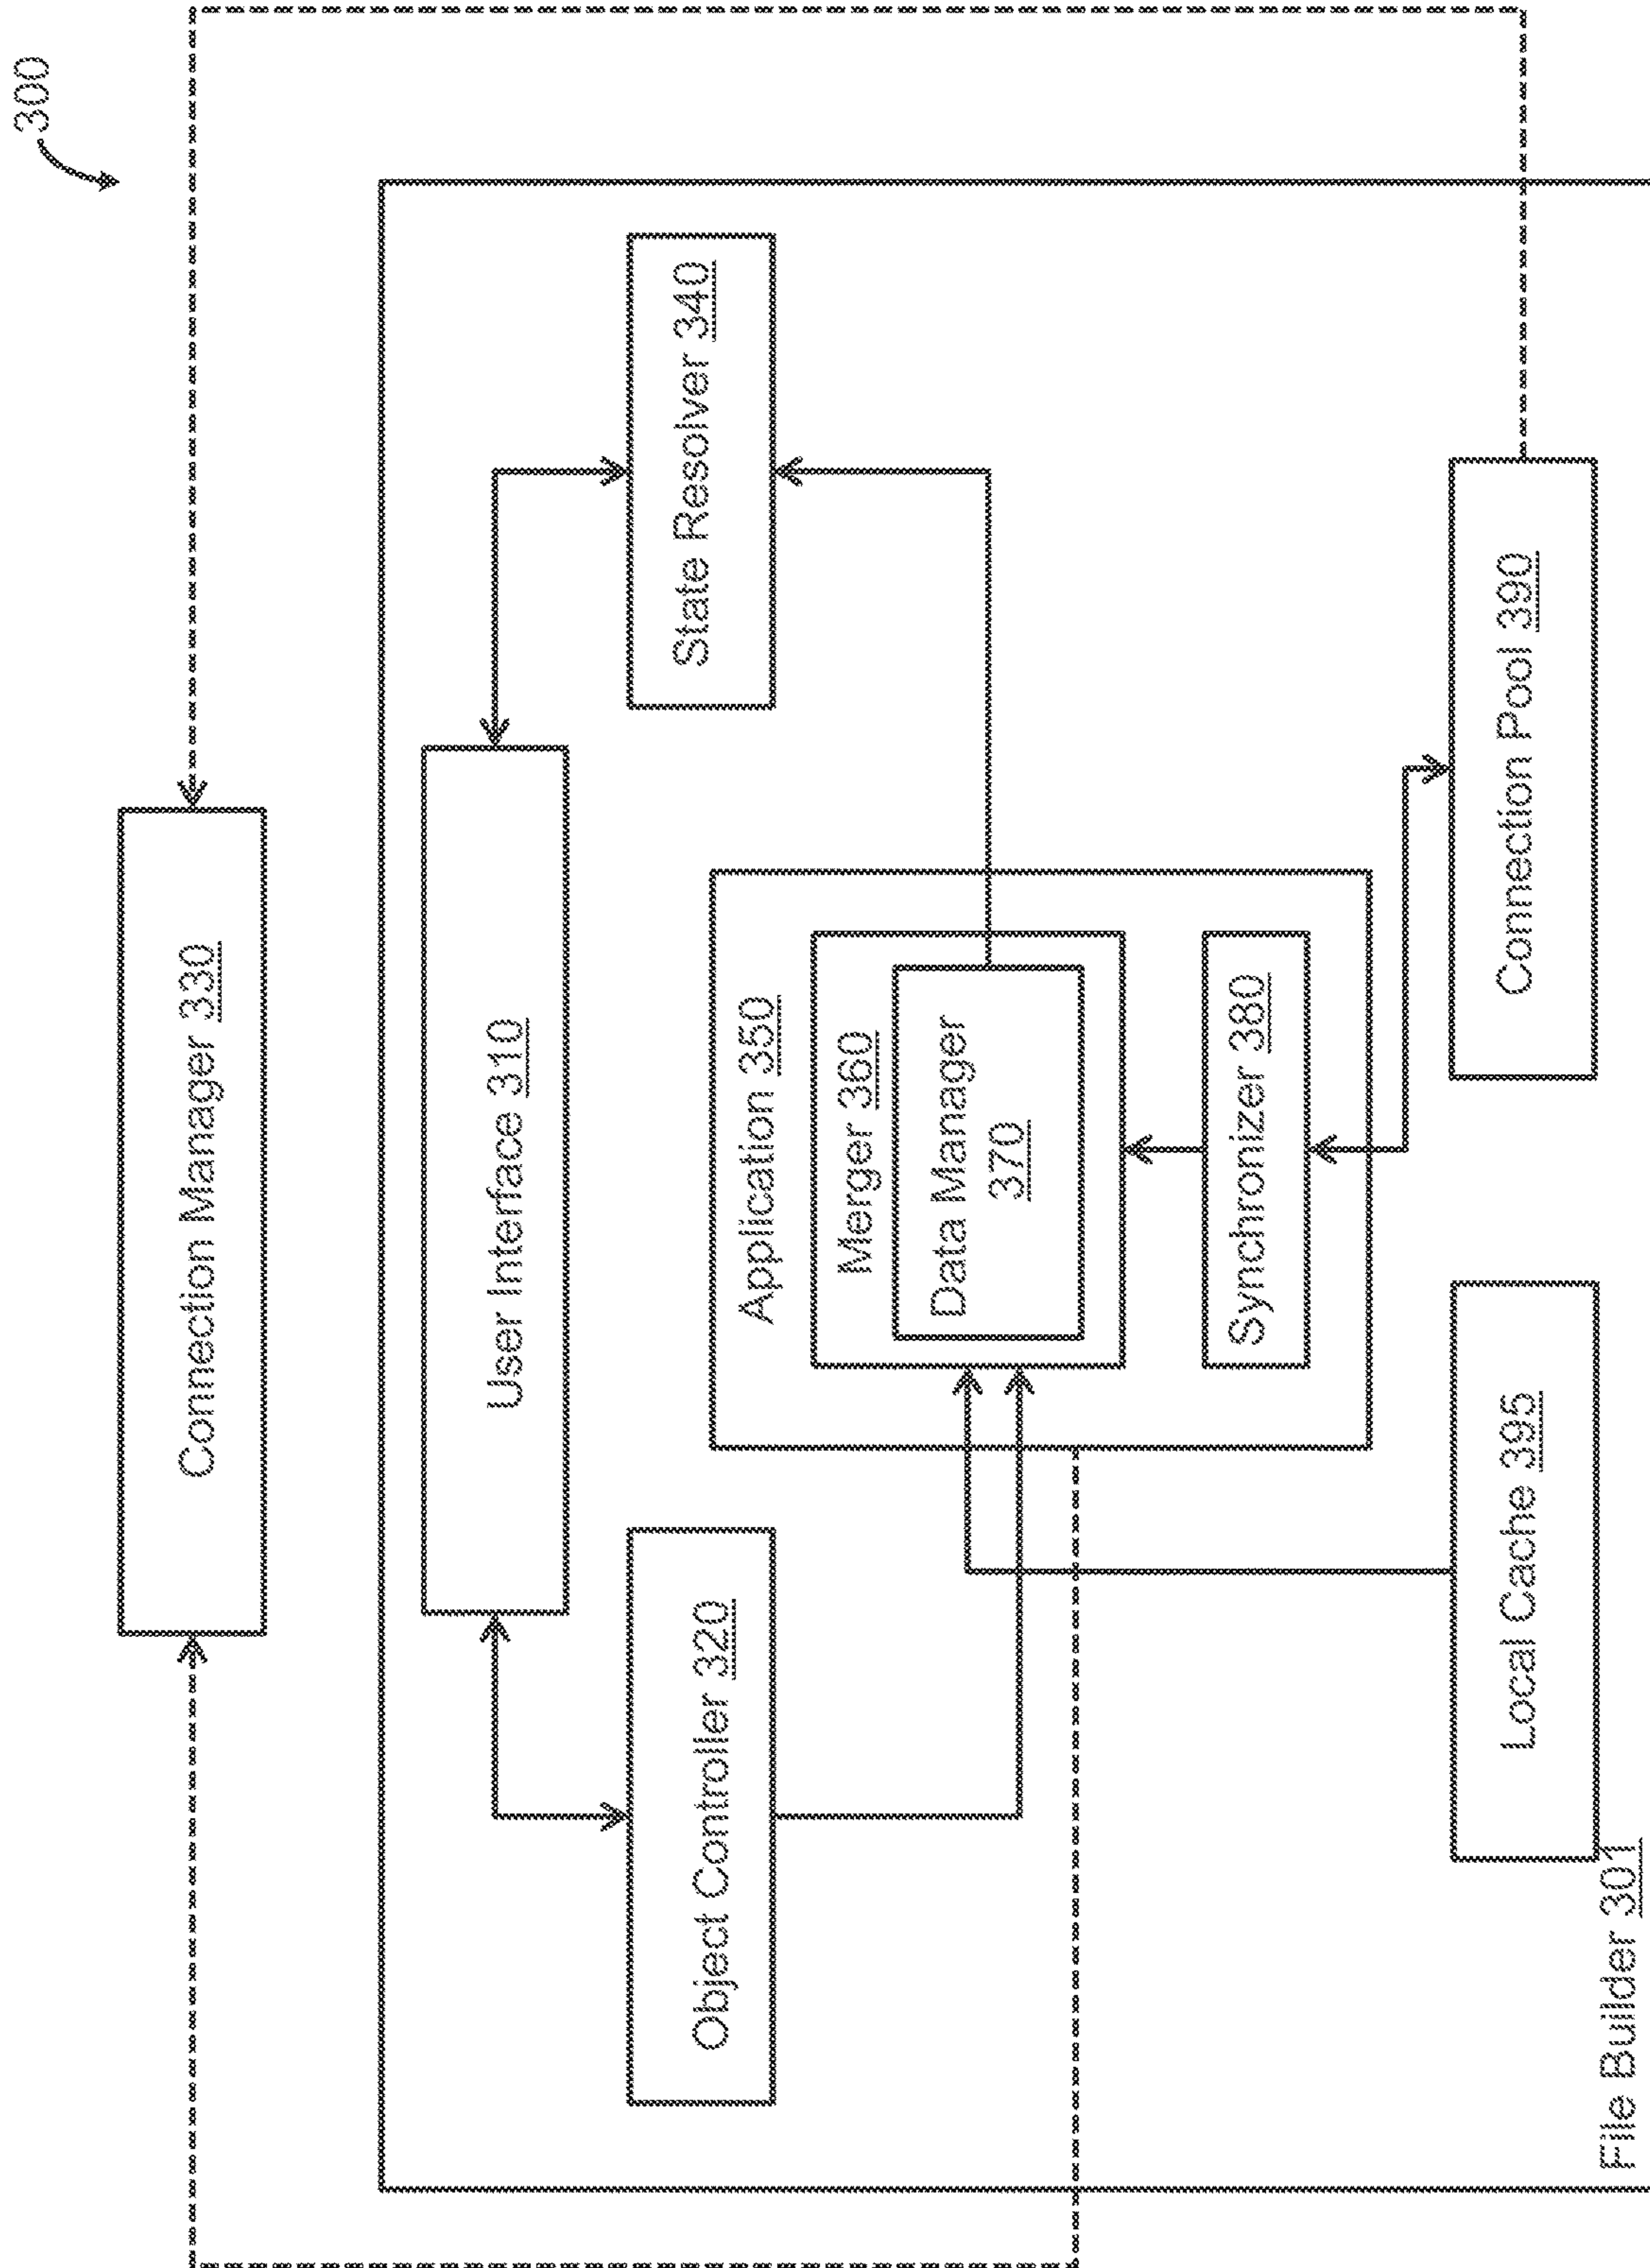 300
Connection Manager 330
User Interface 310
Object Controller 320
State Resolver 340
Application 350
Merger 360
Data Manager
370
Synchronizer 380
Local Cache 395
Connection Pool 390
File Builder 301